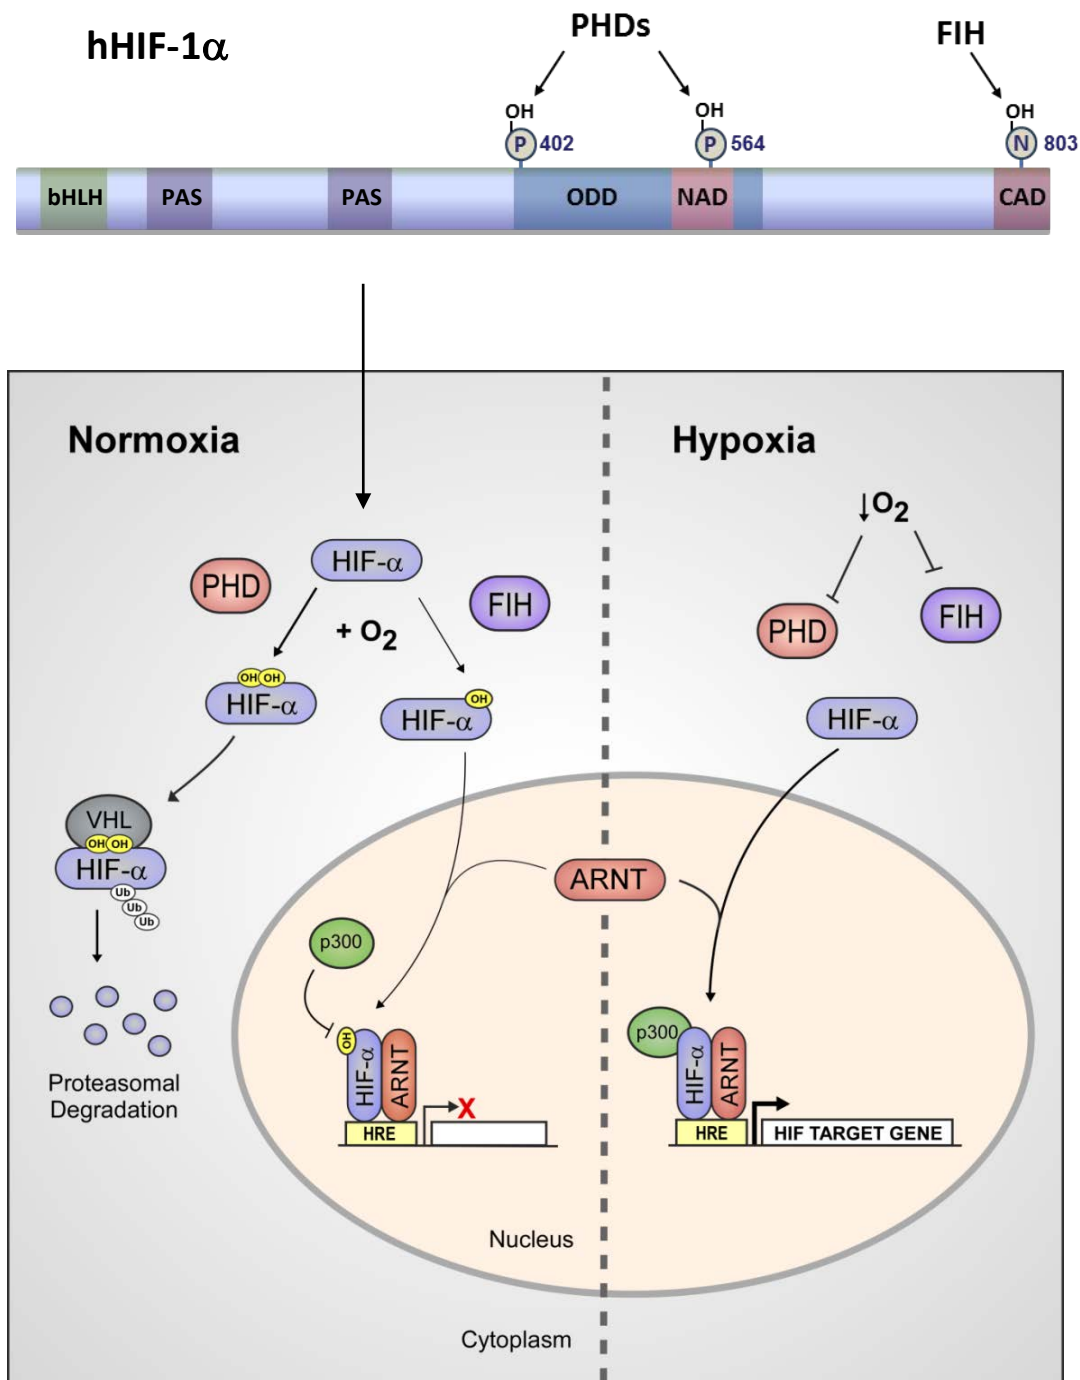 hHIF-1α
PHDs
FIH
OH
OH
OH
P 402
P 564
N 803
bHLH
PAS
PAS
ODD
NAD
CAD
Normoxia
Hypoxia
↓O2
HIF-α
PHD
FIH
+ O2
PHD
FIH
OH OH
HIF-α
OH
HIF-α
HIF-α
VHL
OH OH
HIF-α
Ub
Ub
Ub
ARNT
p300
OH
HIF-α
ARNT
X
HRE
p300
HIF-α
ARNT
HRE
HIF TARGET GENE
Proteasomal
Degradation
Nucleus
Cytoplasm